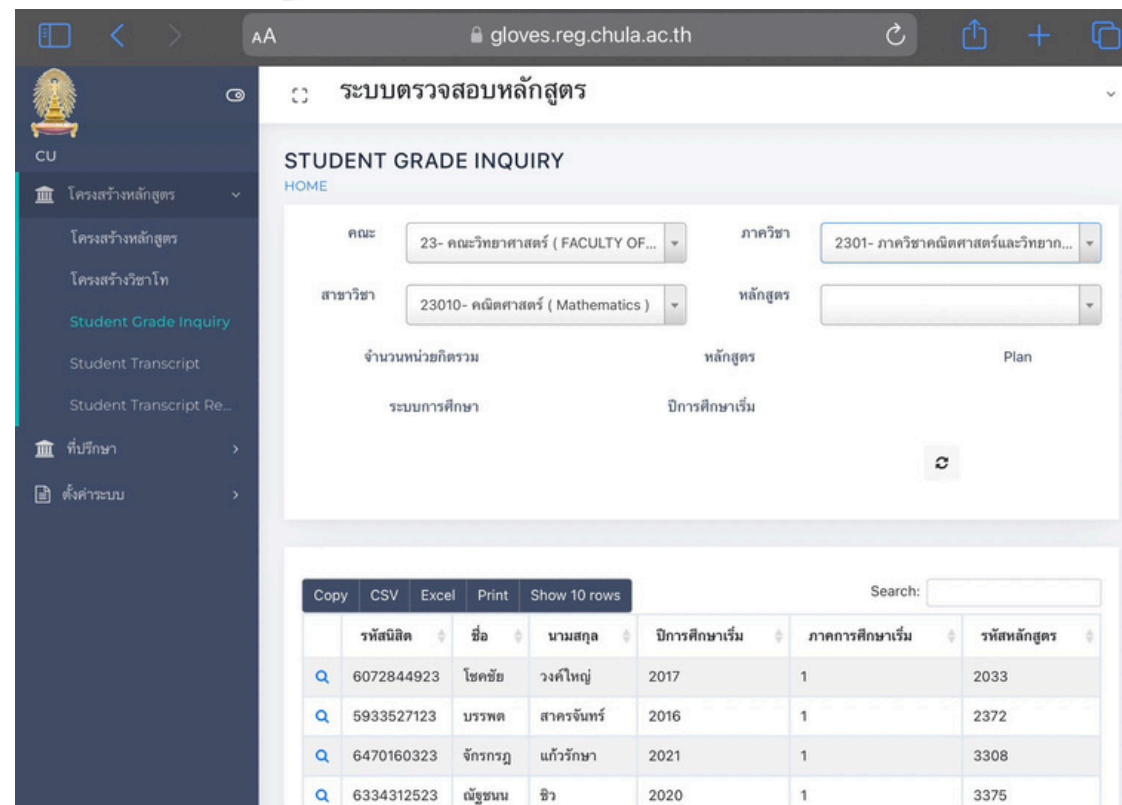 AA gloves.reg.chula.ac.th
ระบบตรวจสอบหลักสูตร
CU
โครงสร้างหลักสูตร
โครงสร้างหลักสูตร
โครงสร้างวิชาโท
Student Grade Inquiry
Student Transcript
Student Transcript Re...
ที่ปรึกษา
ตั้งค่าระบบ
STUDENT GRADE INQUIRY
HOME
คณะ 23- คณะวิทยาศาสตร์ ( FACULTY OF... ภาควิชา 2301- ภาควิชาคณิตศาสตร์และวิทยาก...
สาขาวิชา 23010- คณิตศาสตร์ ( Mathematics ) หลักสูตร
จำนวนหน่วยกิตรวม หลักสูตร Plan
ระบบการศึกษา ปีการศึกษาเริ่ม
Copy CSV Excel Print Show 10 rows Search:
รหัสนิสิต ชื่อ นามสกุล ปีการศึกษาเริ่ม ภาคการศึกษาเริ่ม รหัสหลักสูตร
6072844923 โชคชัย วงค์ใหญ่ 2017 1 2033
5933527123 บรรพต สาครจันทร์ 2016 1 2372
6470160323 จักรกรฎ แก้วรักษา 2021 1 3308
6334312523 ณัฐชนน ชิว 2020 1 3375